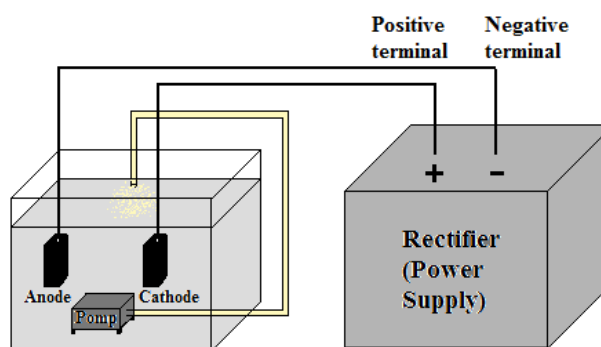 Positive terminal
Negative terminal
+ -
Rectifier
(Power
Supply)
Anode
Cathode
Pomp